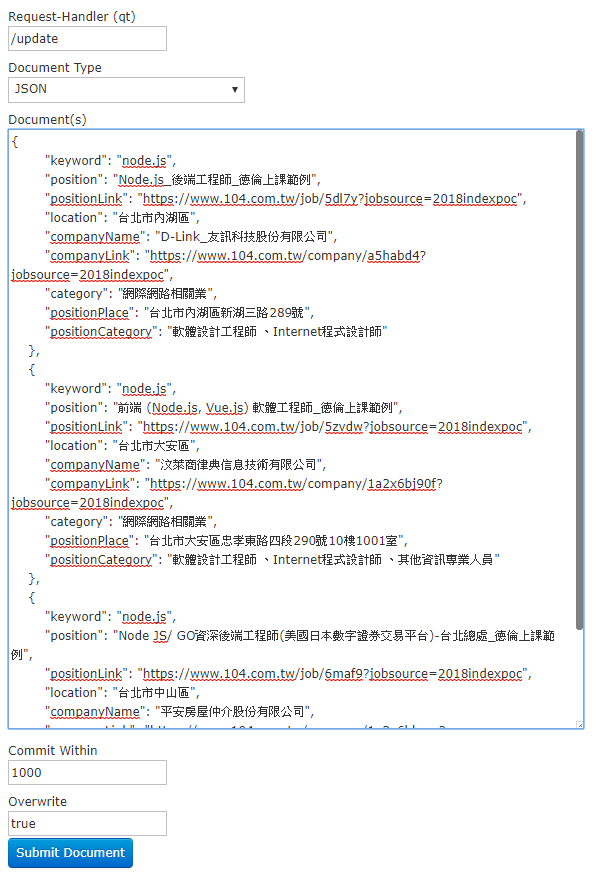 Request-Handler (qt)
/update
Document Type
JSON
Document(s)
{
"keyword": "node.js",
"position": "Node.js_後端工程師_德倫上課範例",
"positionLink": "https://www.104.com.tw/job/5dl7y?jobsource=2018indexpoc",
"location": "台北市內湖區",
"companyName": "D-Link_友訊科技股份有限公司",
"companyLink": "https://www.104.com.tw/company/a5habd4?
jobsource=2018indexpoc",
"category": "網際網路相關業",
"positionPlace": "台北市內湖區新湖三路289號",
"positionCategory": "軟體設計工程師 、Internet程式設計師"
},
{
"keyword": "node.js",
"position": "前端 (Node.js, Vue.js) 軟體工程師_德倫上課範例",
"positionLink": "https://www.104.com.tw/job/5zvdw?jobsource=2018indexpoc",
"location": "台北市大安區",
"companyName": "汶萊商律典信息技術有限公司",
"companyLink": "https://www.104.com.tw/company/1a2x6bj90f?
jobsource=2018indexpoc",
"category": "網際網路相關業",
"positionPlace": "台北市大安區忠孝東路四段290號10樓1001室",
"positionCategory": "軟體設計工程師 、Internet程式設計師 、其他資訊專業人員"
},
{
"keyword": "node.js",
"position": "Node JS/ GO資深後端工程師(美國日本數字證券交易平台)-台北總處_德倫上課範
例",
"positionLink": "https://www.104.com.tw/job/6maf9?jobsource=2018indexpoc",
"location": "台北市中山區",
"companyName": "平安房屋仲介股份有限公司",
Commit Within
1000
Overwrite
true
Submit Document